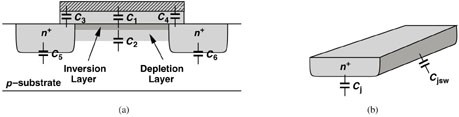 C3
C1
C4
n+
n+
C2
C5
C6
Inversion
Layer
Depletion
Layer
p–substrate
(a)
n+
Cj
Cjsw
(b)